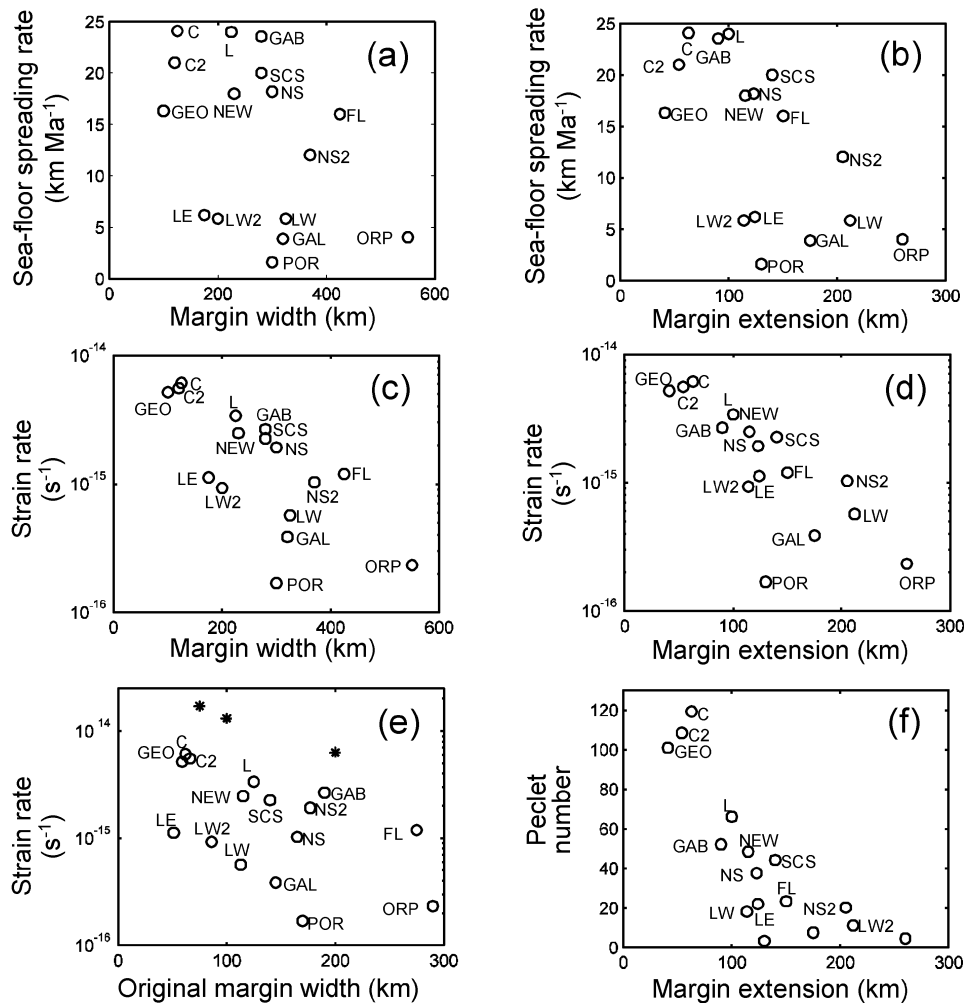 (a)
25
20
15
10
5
0
Sea-floor spreading rate
(km Ma-1)
C
L
GAB
C2
SCS
NS
GEO
NEW
FL
NS2
LE
LW2
LW
GAL
ORP
POR
0
200
400
600
Margin width (km)
(b)
25
20
15
10
5
0
Sea-floor spreading rate
(km Ma-1)
C
L
GAB
C2
SCS
NS
GEO
NEW
FL
NS2
LW2
LE
LW
GAL
ORP
POR
0
100
200
300
Margin extension (km)
(c)
10-14
10-15
10-16
Strain rate
(s-1)
C
GEO
C2
L
GAB
SCS
NEW
NS
LE
LW2
FL
NS2
LW
GAL
ORP
POR
0
200
400
600
Margin width (km)
(d)
10-14
10-15
10-16
Strain rate
(s-1)
GEO
C
C2
L
NEW
GAB
NS
SCS
LW2
LE
FL
NS2
LW
GAL
POR
ORP
0
100
200
300
Margin extension (km)
(e)
10-14
10-15
10-16
Strain rate
(s-1)
*
*
*
C
GEO
C2
L
NEW
SCS
GAB
NS2
LE
LW2
NS
FL
LW
GAL
ORP
POR
0
100
200
300
Original margin width (km)
(f)
120
100
80
60
40
20
0
Peclet
number
C
C2
GEO
L
GAB
NEW
SCS
NS
FL
LW
LE
NS2
LW2
0
100
200
300
Margin extension (km)